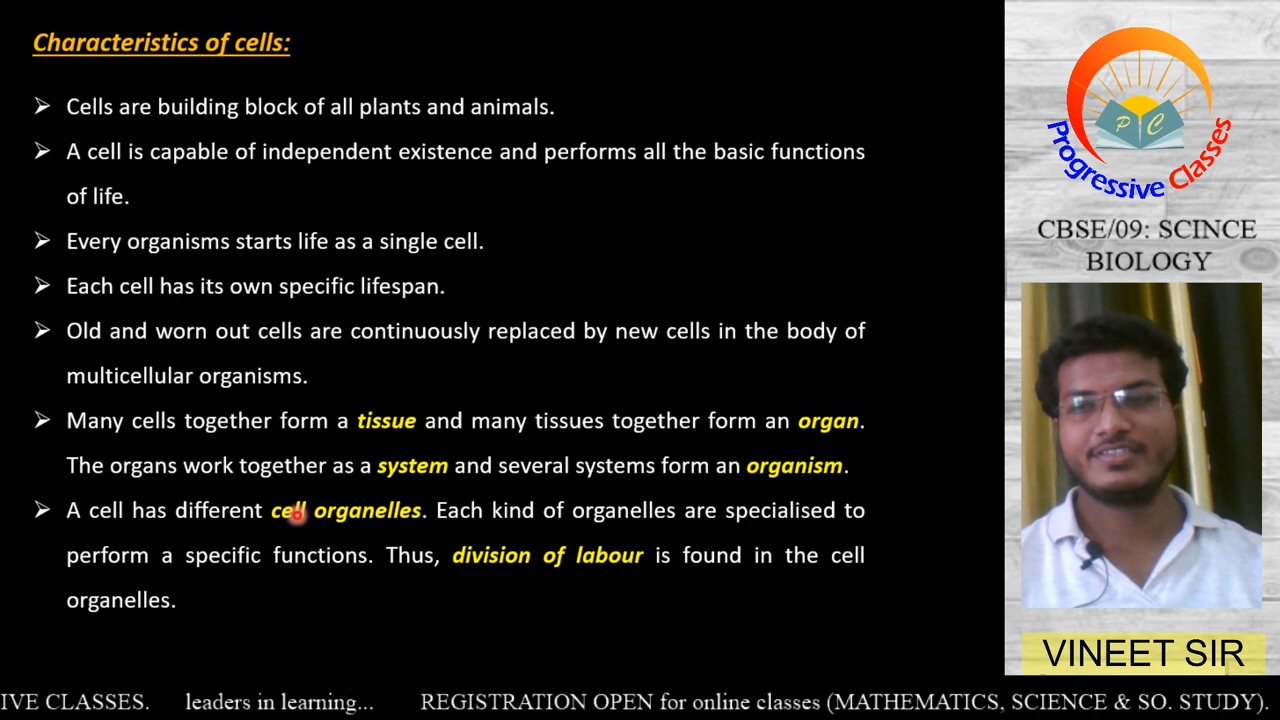 Characteristics of cells:
➢ Cells are building block of all plants and animals.
➢ A cell is capable of independent existence and performs all the basic functions
of life.
➢ Every organisms starts life as a single cell.
➢ Each cell has its own specific lifespan.
➢ Old and worn out cells are continuously replaced by new cells in the body of
multicellular organisms.
➢ Many cells together form a tissue and many tissues together form an organ.
The organs work together as a system and several systems form an organism.
➢ A cell has different cell organelles. Each kind of organelles are specialised to
perform a specific functions. Thus, division of labour is found in the cell
organelles.
P C
Progressive Classes
CBSE/09: SCINCE
BIOLOGY
VINEET SIR
IVE CLASSES. leaders in learning... REGISTRATION OPEN for online classes (MATHEMATICS, SCIENCE & SO. STUDY).